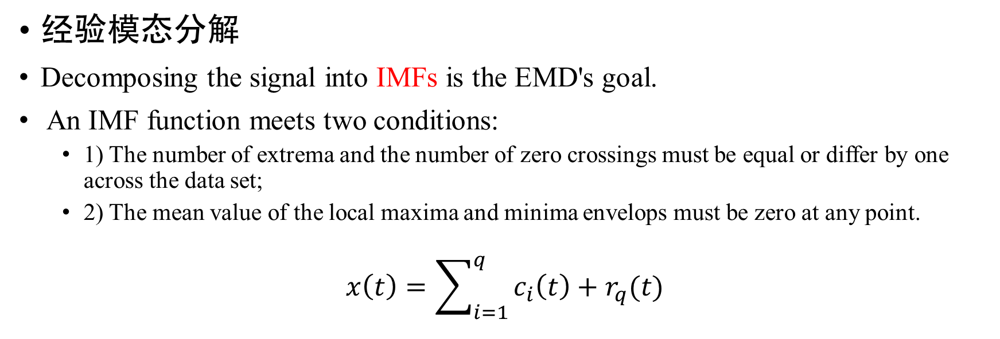 • 经验模态分解
• Decomposing the signal into IMFs is the EMD's goal.
• An IMF function meets two conditions:
• 1) The number of extrema and the number of zero crossings must be equal or differ by one
across the data set;
• 2) The mean value of the local maxima and minima envelops must be zero at any point.
x(t) = ∑_{i=1}^{q} c_i(t) + r_q(t)